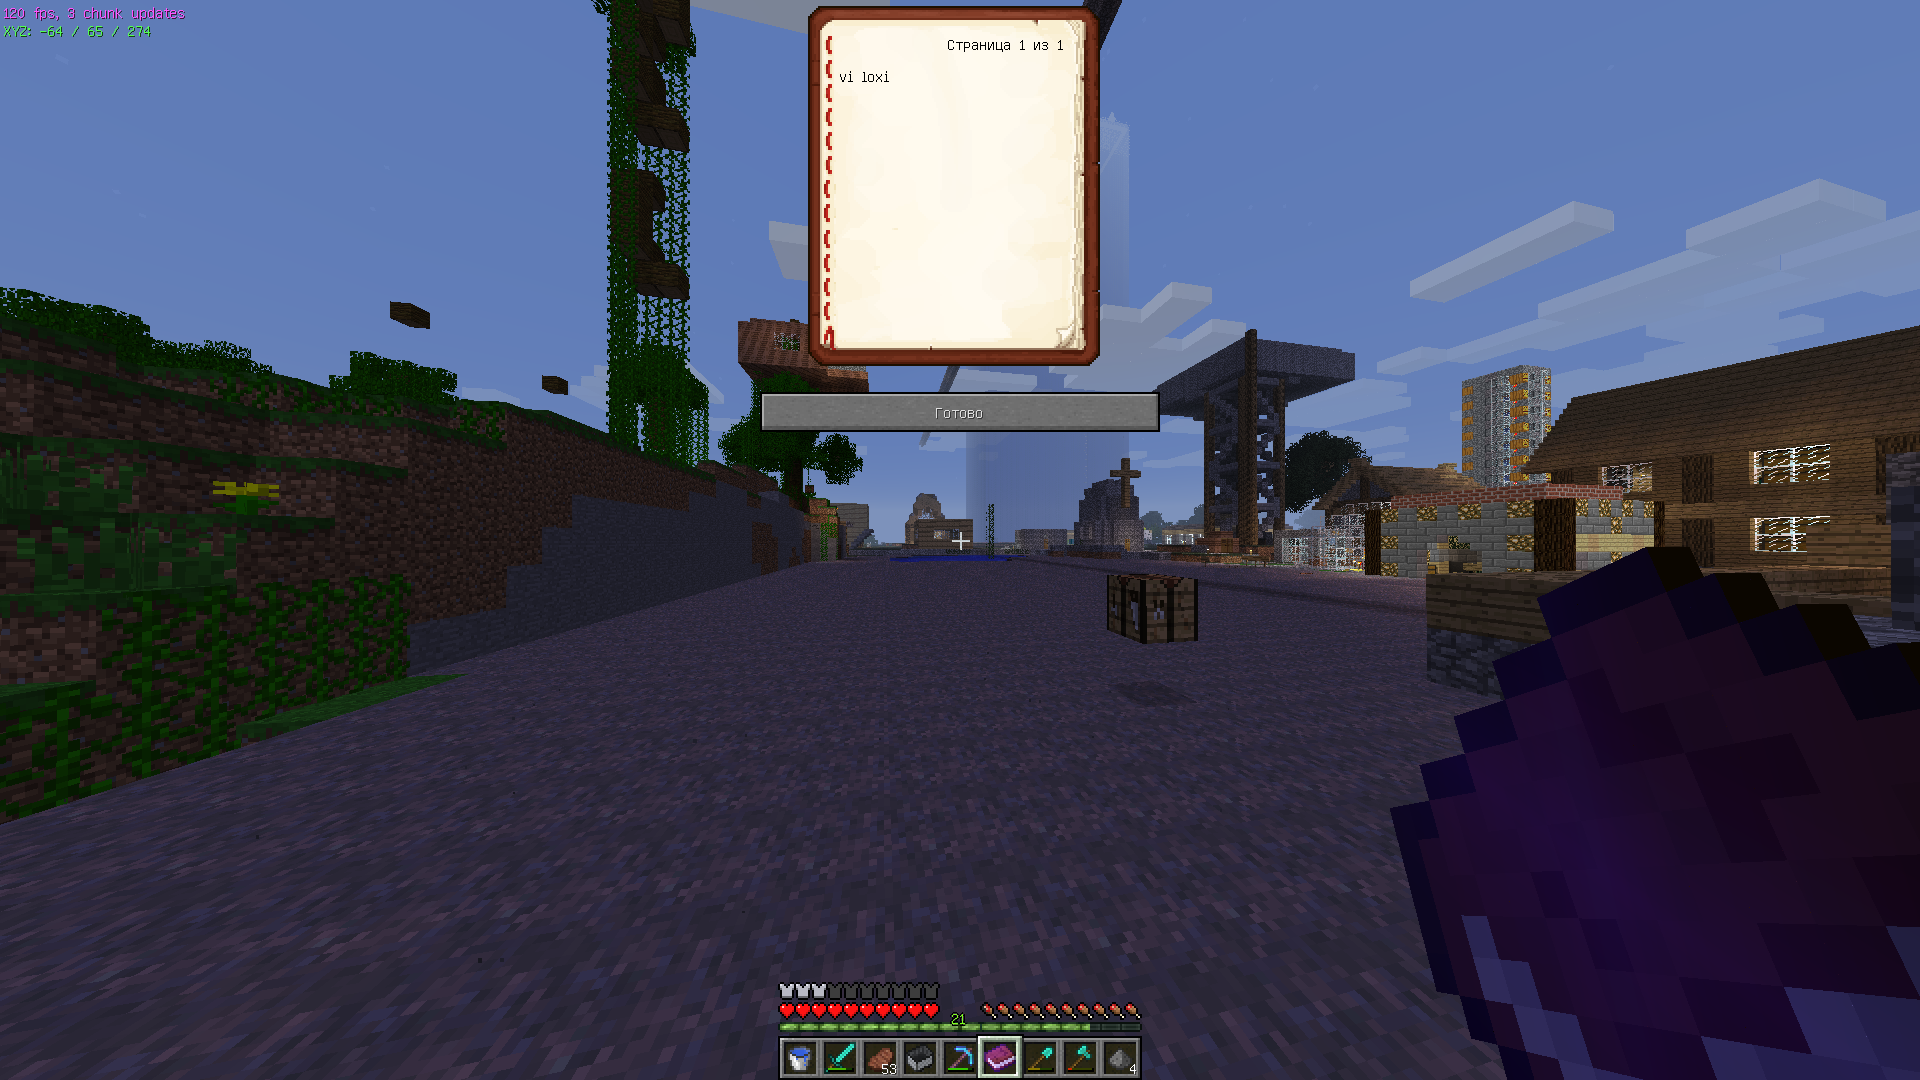 120 fps, 3 chunk updates
XYZ: -64 / 65 / 274
Страница 1 из 1
vi loxi
Готово
21
53
4